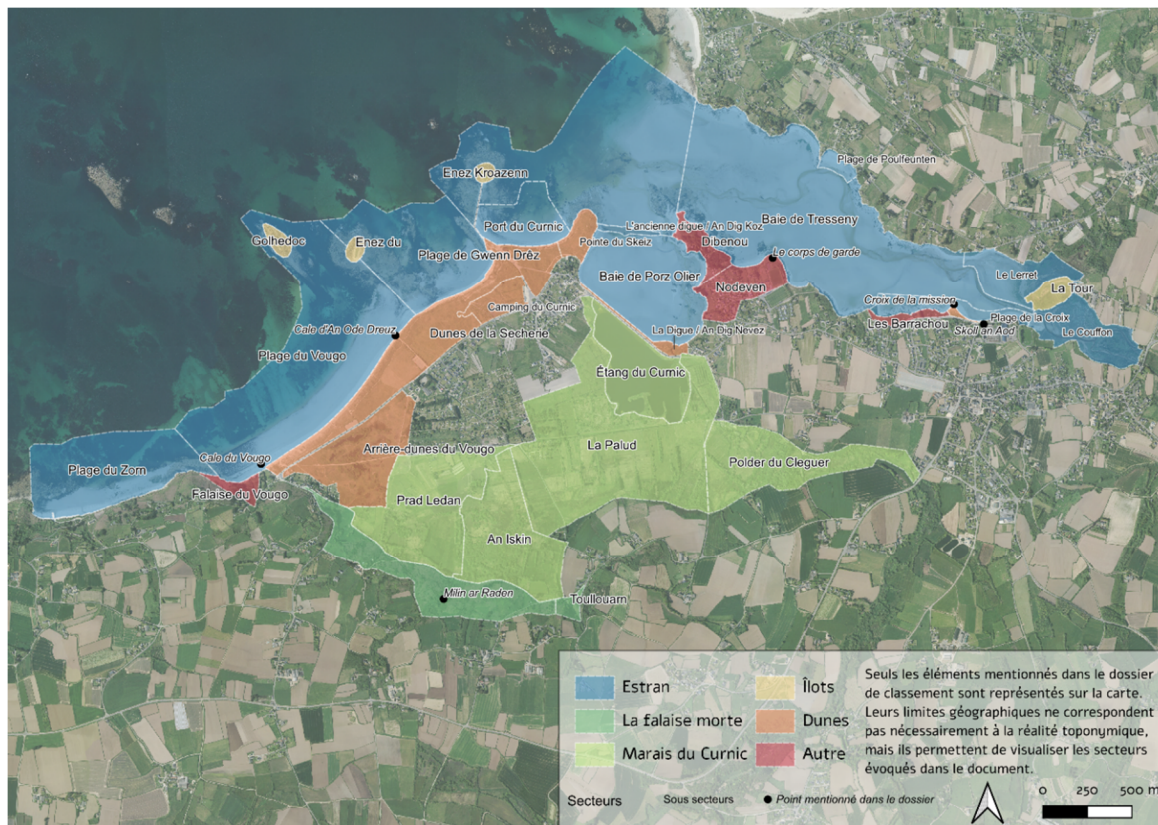 Plage de Poulfeunten
Enez Kroazenn
Baie de Tresseny
L'ancienne digue / An Dig Koz
Port du Curnic
Golhedoc
Enez du
Pointe du Skeiz
Dibenou
Le corps de garde
Plage de Gwenn Drêz
Baie de Porz Olier
Le Lerret
Nodeven
La Tour
Camping du Curnic
Croix de la mission
Plage de la Croix
Les Barrachou
Skoll an Aod
Le Couffon
Cale d'An Ode Dreuz
Dunes de la Secherie
La Digue / An Dig Nevez
Plage du Vougo
Étang du Curnic
Arrière-dunes du Vougo
La Palud
Cale du Vougo
Plage du Zorn
Polder du Cleguer
Falaise du Vougo
Prad Ledan
An Iskin
Milin ar Raden
Toullouarn
Estran
La falaise morte
Marais du Curnic
Îlots
Dunes
Autre
Seuls les éléments mentionnés dans le dossier
de classement sont représentés sur la carte.
Leurs limites géographiques ne correspondent
pas nécessairement à la réalité toponymique,
mais ils permettent de visualiser les secteurs
évoqués dans le document.
Secteurs
Sous secteurs
Point mentionné dans le dossier
0 250 500 m